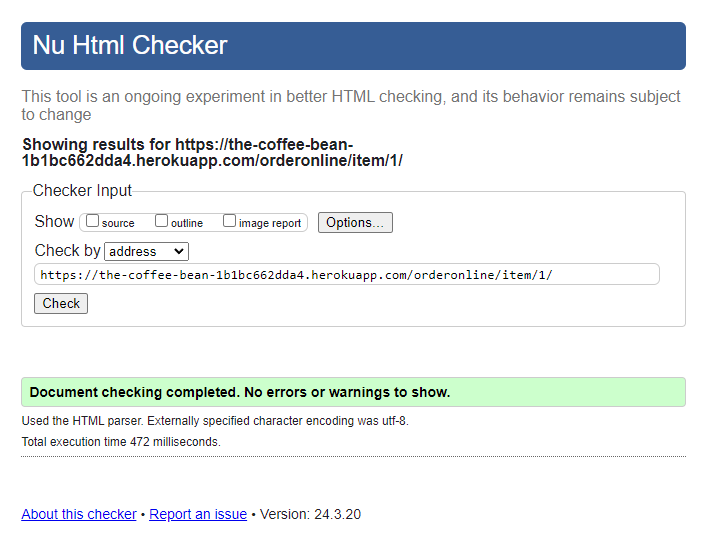 Nu Html Checker
This tool is an ongoing experiment in better HTML checking, and its behavior remains subject
to change
Showing results for https://the-coffee-bean-
1b1bc662dda4.herokuapp.com/orderonline/item/1/
Checker Input
Show source outline image report Options...
Check by address
https://the-coffee-bean-1b1bc662dda4.herokuapp.com/orderonline/item/1/
Check
Document checking completed. No errors or warnings to show.
Used the HTML parser. Externally specified character encoding was utf-8.
Total execution time 472 milliseconds.
About this checker • Report an issue • Version: 24.3.20